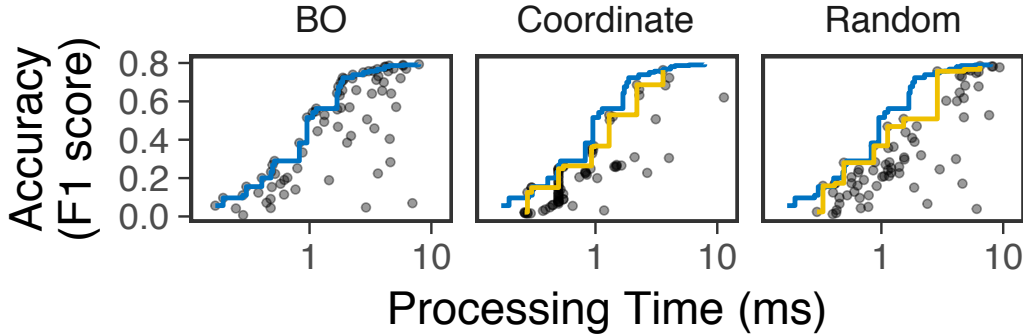 BO
Coordinate
Random
Accuracy
(F1 score)
0.8
0.6
0.4
0.2
0.0
1 10
1 10
1 10
Processing Time (ms)